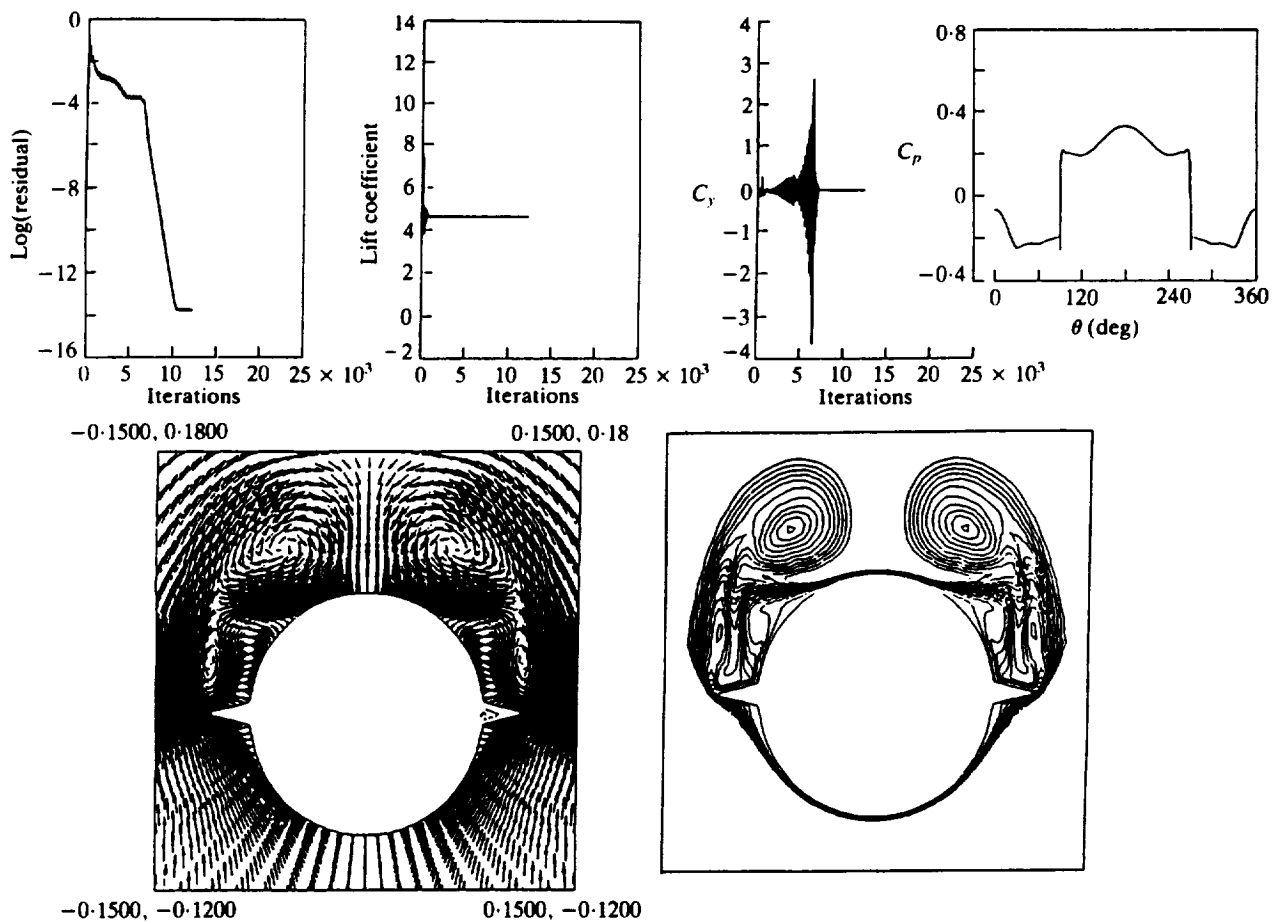 0
−4
−8
−12
−16
Log(residual)
0 5 10 15 20 25 × 10³
Iterations
14
12
10
8
6
4
2
0
−2
Lift coefficient
0 5 10 15 20 25 × 10³
Iterations
4
3
2
1
0
−1
−2
−3
−4
C_y
0 5 10 15 20 25 × 10³
Iterations
0·8
0·4
0
−0·4
C_p
0 120 240 360
θ (deg)
−0·1500, 0·1800
0·1500, 0·18
−0·1500, −0·1200
0·1500, −0·1200